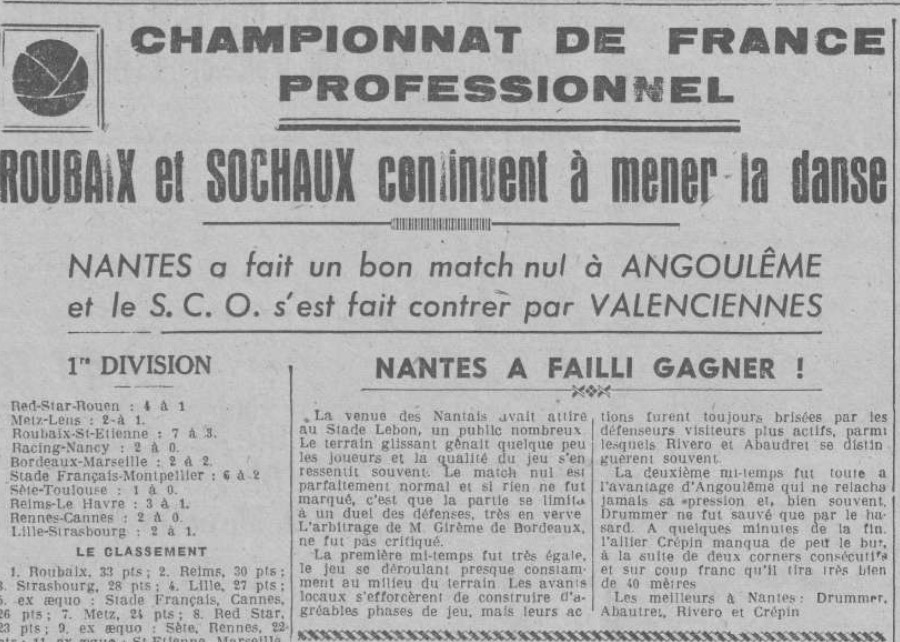 CHAMPIONNAT DE FRANCE
PROFESSIONNEL
ROUBAIX et SOCHAUX continuent à mener la danse
NANTES a fait un bon match nul à ANGOULÊME
et le S. C. O. s'est fait contrer par VALENCIENNES
1re DIVISION
Red-Star-Rouen : 4 à 1
Metz-Lens : 2-à 1.
Roubaix-St-Etienne : 7 à 3.
Racing-Nancy : 2 à 0.
Bordeaux-Marseille : 2 à 2.
Stade Français-Montpellier : 6 à 2
Sète-Toulouse : 1 à 0.
Reims-Le Havre : 3 à 1.
Rennes-Cannes : 2 à 0.
Lille-Strasbourg : 2 à 1.
LE CLASSEMENT
1. Roubaix, 33 pts ; 2. Reims, 30 pts ;
3. Strasbourg, 28 pts ; 4. Lille, 27 pts ;
5. ex æquo : Stade Français, Cannes,
26 pts ; 7. Metz, 24 pts ; 8. Red Star,
23 pts ; 9. ex æquo : Sète, Rennes, 22
pts ; 11. ex æquo : St-Etienne, Marseille,
NANTES A FAILLI GAGNER !
La venue des Nantais avait attiré
au Stade Lebon, un public nombreux.
Le terrain glissant gênait quelque peu
les joueurs et la qualité du jeu s'en
ressentit souvent. Le match nul est
parfaitement normal et si rien ne fut
marqué, c'est que la partie se limita
à un duel des défenses, très en verve
L'arbitrage de M. Girème de Bordeaux,
ne fut pas critiqué.
La première mi-temps fut très égale,
le jeu se déroulant presque constam-
ment au milieu du terrain. Les avants
locaux s'efforcèrent de construire d'a-
gréables phases de jeu, mais leurs ac
tions furent toujours brisées par les
défenseurs visiteurs plus actifs, parmi
lesquels Rivero et Abaudret se distin
guèrent souvent.
La deuxième mi-temps fut toute à
l'avantage d'Angoulême qui ne relacha
jamais sa pression et, bien souvent,
Drummer ne fut sauvé que par le ha-
sard. A quelques minutes de la fin,
l'ailier Crépin manqua de peu le but,
à la suite de deux corners consécutifs
et sur coup franc qu'il tira très bien
de 40 mètres
Les meilleurs à Nantes : Drummer,
Abautret, Rivero et Crépin